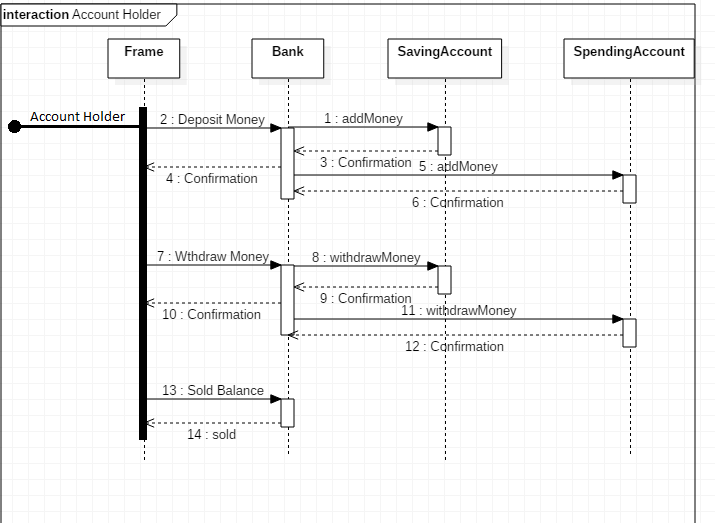 interaction Account Holder
Frame
Bank
SavingAccount
SpendingAccount
Account Holder
2 : Deposit Money
1 : addMoney
3 : Confirmation
5 : addMoney
4 : Confirmation
6 : Confirmation
7 : Wthdraw Money
8 : withdrawMoney
9 : Confirmation
10 : Confirmation
11 : withdrawMoney
12 : Confirmation
13 : Sold Balance
14 : sold